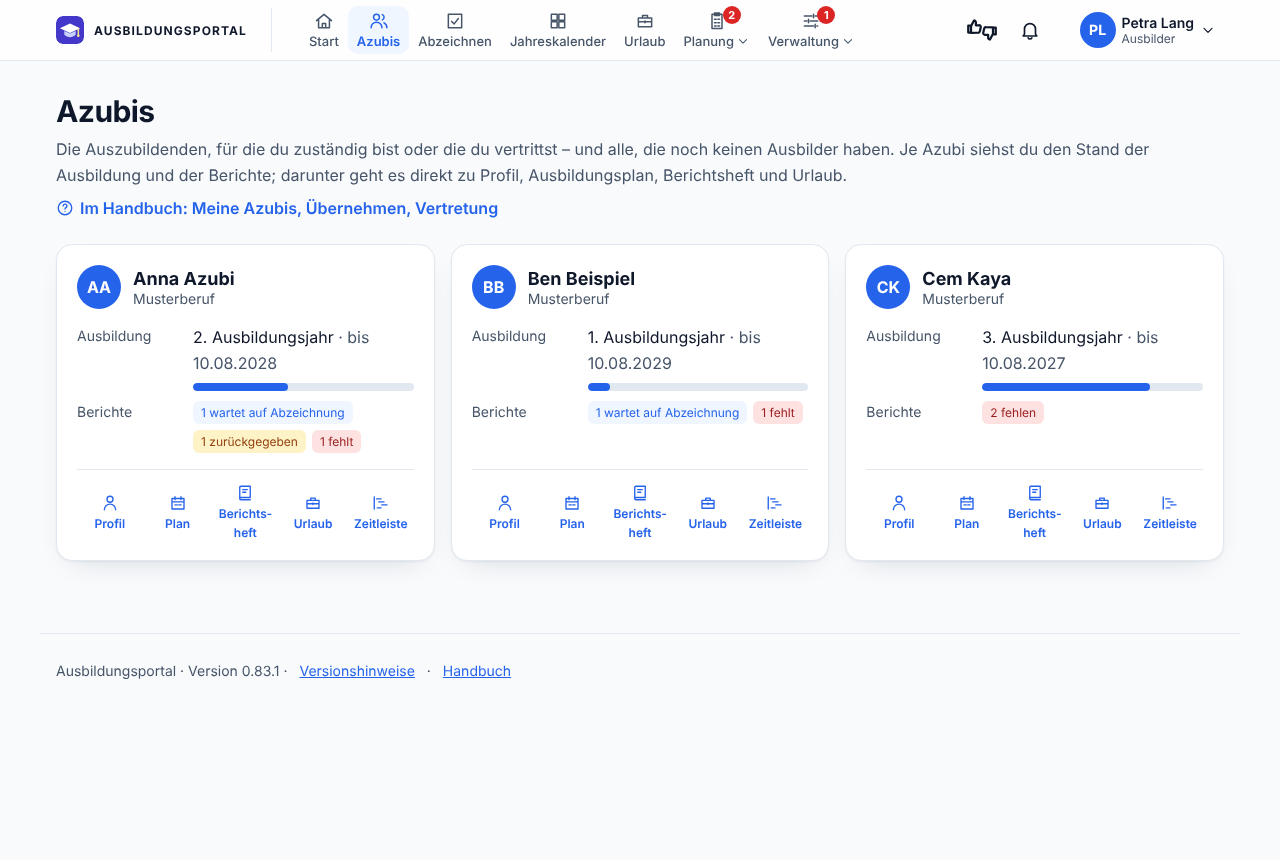 AUSBILDUNGSPORTAL
Start
Azubis
Abzeichnen
Jahreskalender
Urlaub
2
Planung
1
Verwaltung
PL
Petra Lang
Ausbilder
Azubis
Die Auszubildenden, für die du zuständig bist oder die du vertrittst – und alle, die noch keinen Ausbilder haben. Je Azubi siehst du den Stand der
Ausbildung und der Berichte; darunter geht es direkt zu Profil, Ausbildungsplan, Berichtsheft und Urlaub.
Im Handbuch: Meine Azubis, Übernehmen, Vertretung
AA
Anna Azubi
Musterberuf
Ausbildung
2. Ausbildungsjahr · bis
10.08.2028
Berichte
1 wartet auf Abzeichnung
1 zurückgegeben
1 fehlt
Profil
Plan
Berichts-
heft
Urlaub
Zeitleiste
BB
Ben Beispiel
Musterberuf
Ausbildung
1. Ausbildungsjahr · bis
10.08.2029
Berichte
1 wartet auf Abzeichnung
1 fehlt
Profil
Plan
Berichts-
heft
Urlaub
Zeitleiste
CK
Cem Kaya
Musterberuf
Ausbildung
3. Ausbildungsjahr · bis
10.08.2027
Berichte
2 fehlen
Profil
Plan
Berichts-
heft
Urlaub
Zeitleiste
Ausbildungsportal · Version 0.83.1 · Versionshinweise · Handbuch